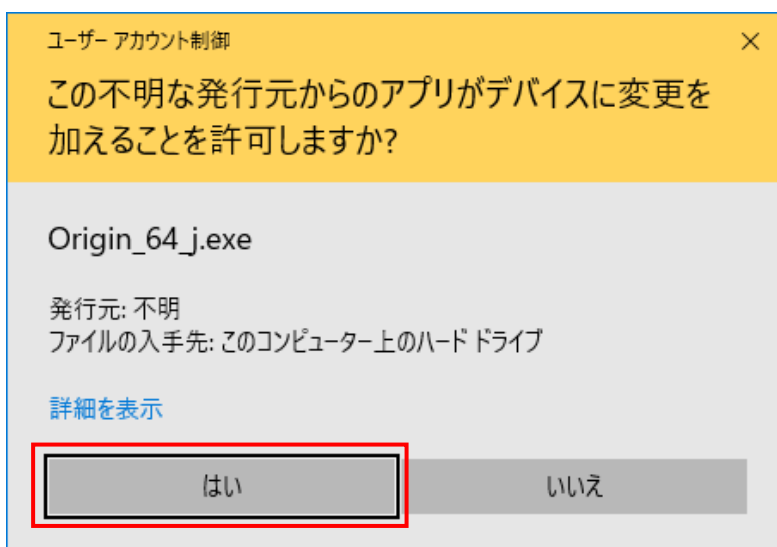 ユーザー アカウント制御
この不明な発行元からのアプリがデバイスに変更を
加えることを許可しますか?
Origin_64_j.exe
発行元: 不明
ファイルの入手先: このコンピューター上のハード ドライブ
詳細を表示
はい
いいえ